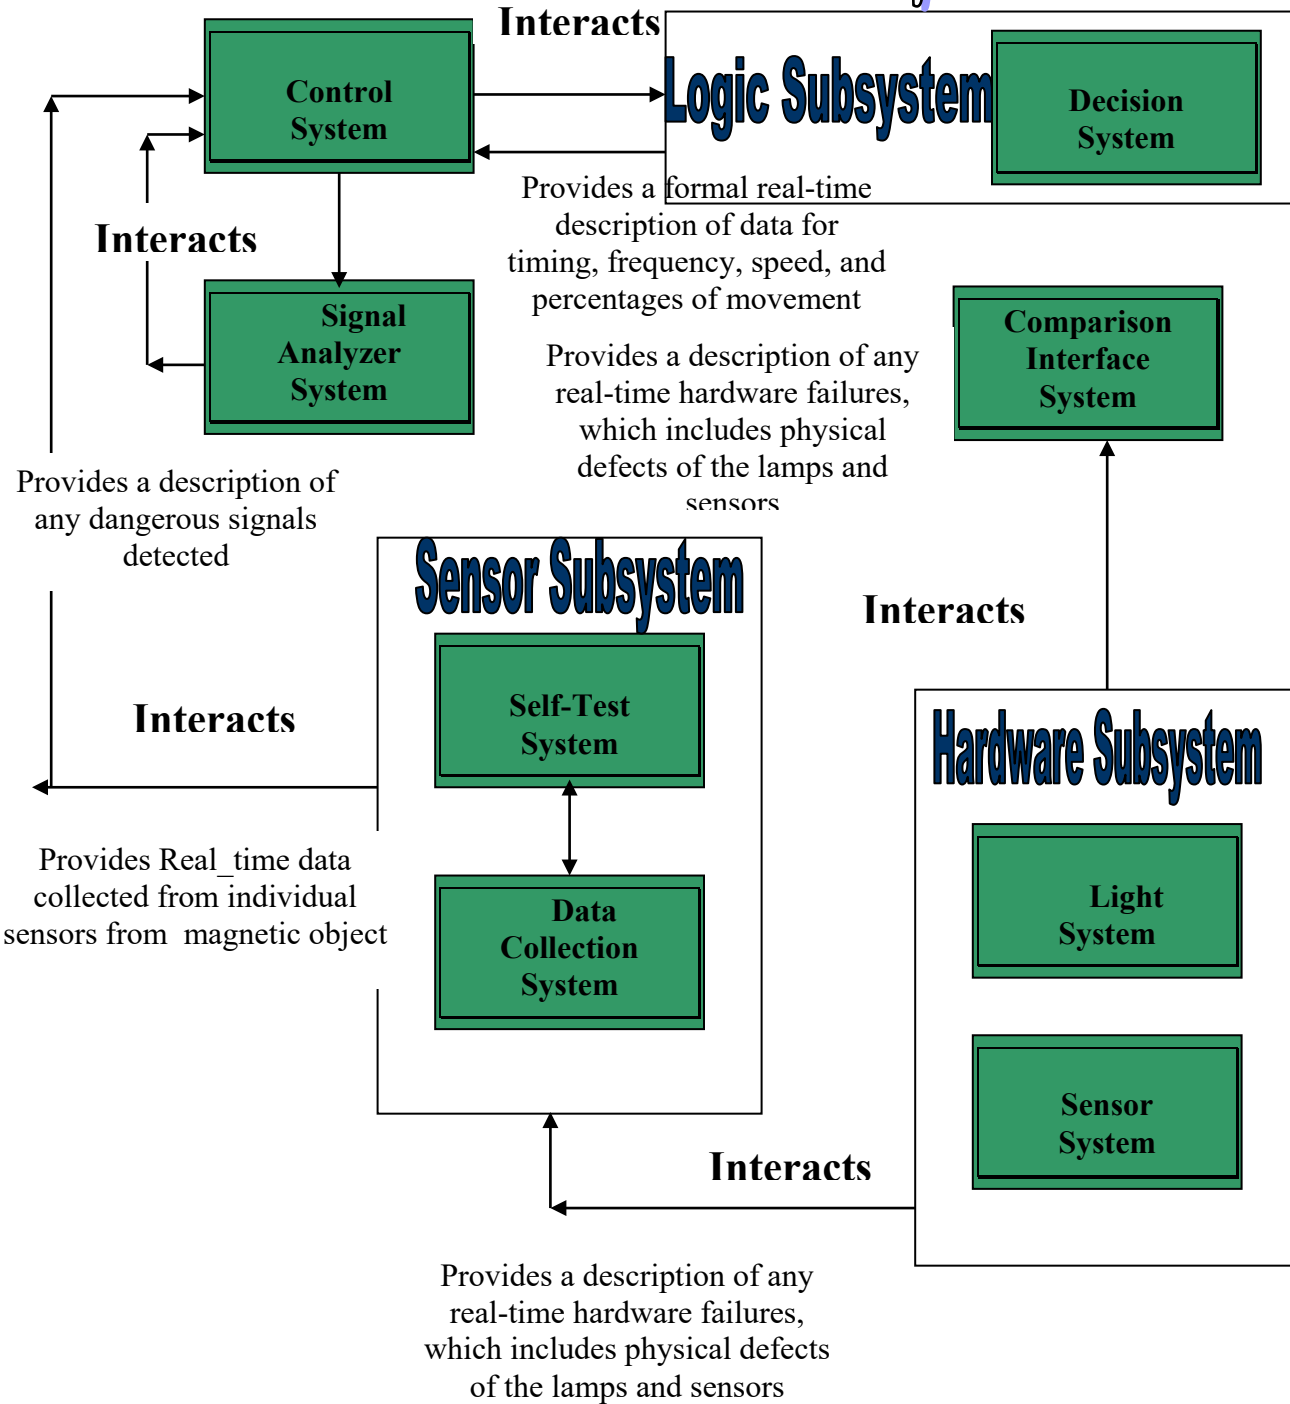 Interacts
Control
System
Logic Subsystem
Decision
System
Provides a formal real-time
description of data for
timing, frequency, speed, and
percentages of movement
Interacts
Signal
Analyzer
System
Comparison
Interface
System
Provides a description of any
real-time hardware failures,
which includes physical
defects of the lamps and
sensors
Provides a description of
any dangerous signals
detected
Sensor Subsystem
Interacts
Self-Test
System
Interacts
Hardware Subsystem
Provides Real_time data
collected from individual
sensors from magnetic object
Data
Collection
System
Light
System
Sensor
System
Interacts
Provides a description of any
real-time hardware failures,
which includes physical defects
of the lamps and sensors